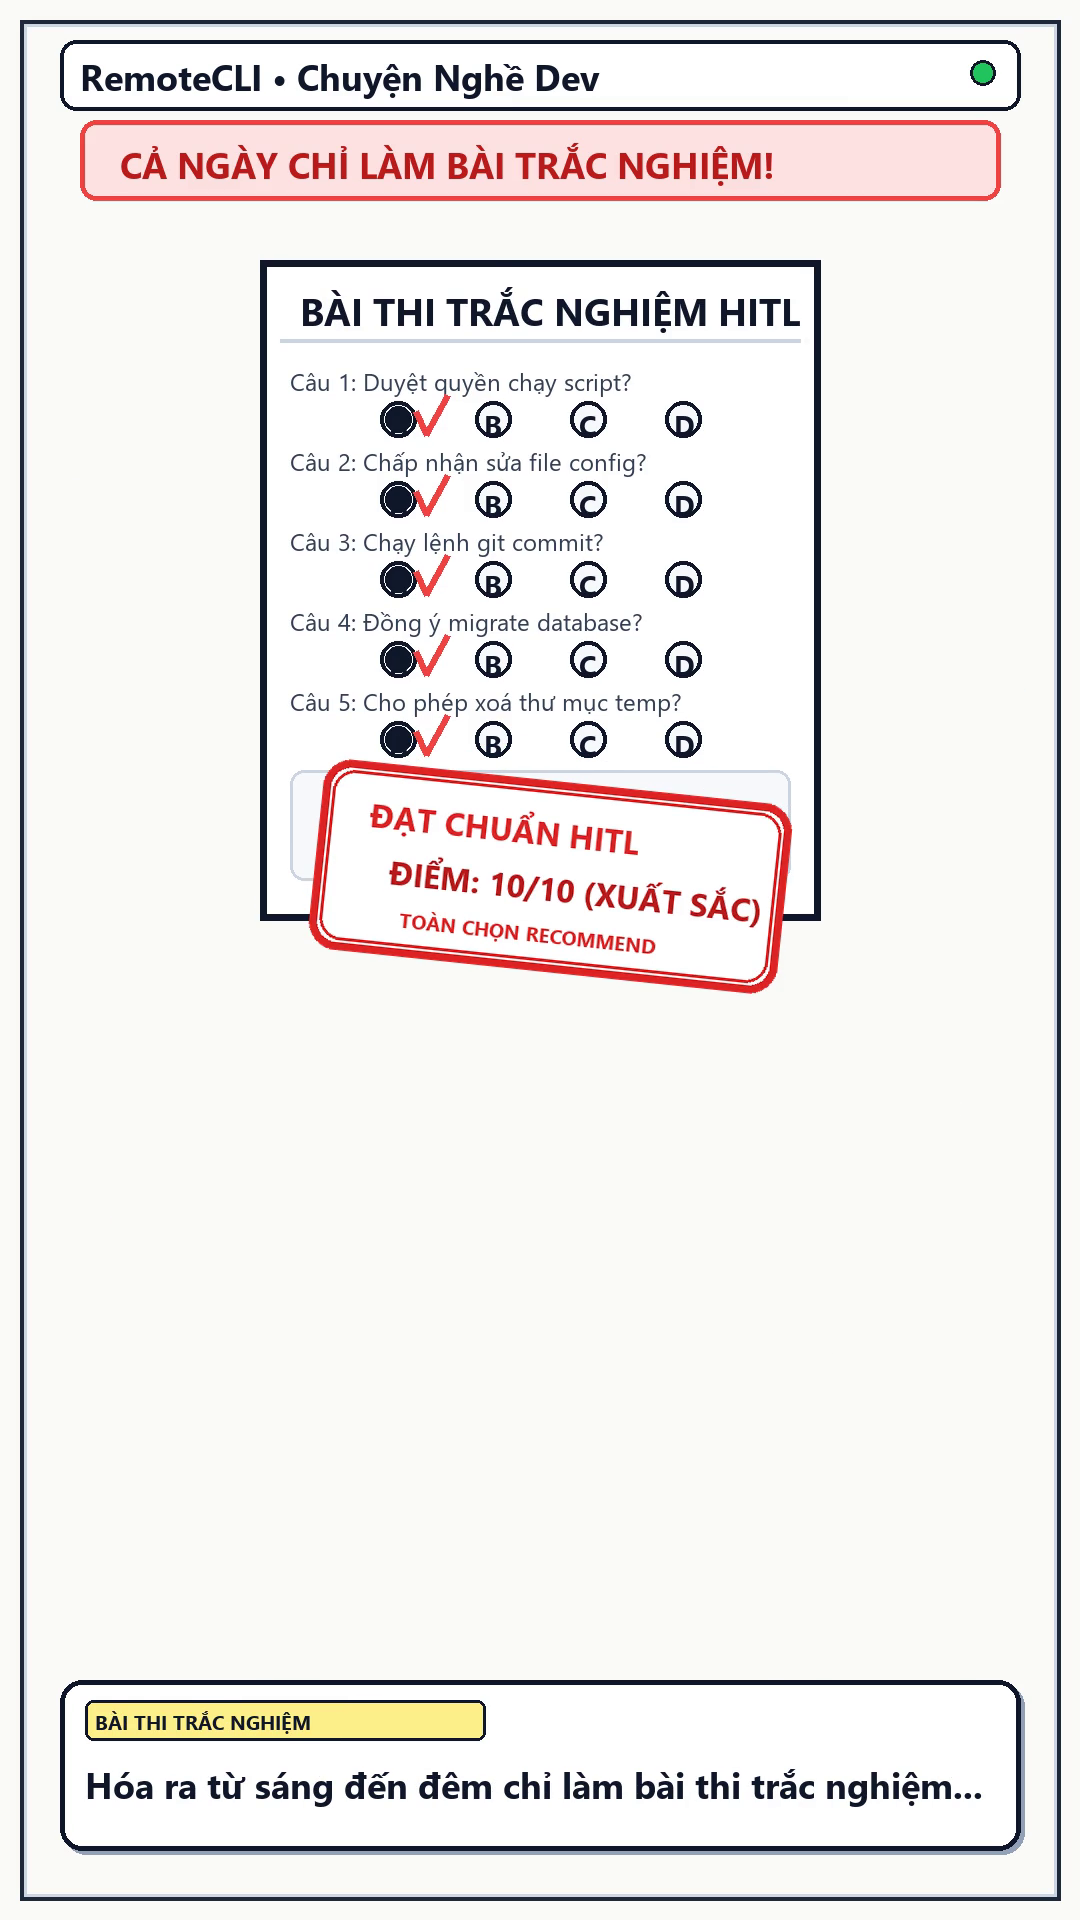 RemoteCLI • Chuyện Nghề Dev
CẢ NGÀY CHỈ LÀM BÀI TRẮC NGHIỆM!
BÀI THI TRẮC NGHIỆM HITL
Câu 1: Duyệt quyền chạy script?
B C D
Câu 2: Chấp nhận sửa file config?
B C D
Câu 3: Chạy lệnh git commit?
B C D
Câu 4: Đồng ý migrate database?
B C D
Câu 5: Cho phép xoá thư mục temp?
B C D
ĐẠT CHUẨN HITL
ĐIỂM: 10/10 (XUẤT SẮC)
TOÀN CHỌN RECOMMEND
BÀI THI TRẮC NGHIỆM
Hóa ra từ sáng đến đêm chỉ làm bài thi trắc nghiệm...